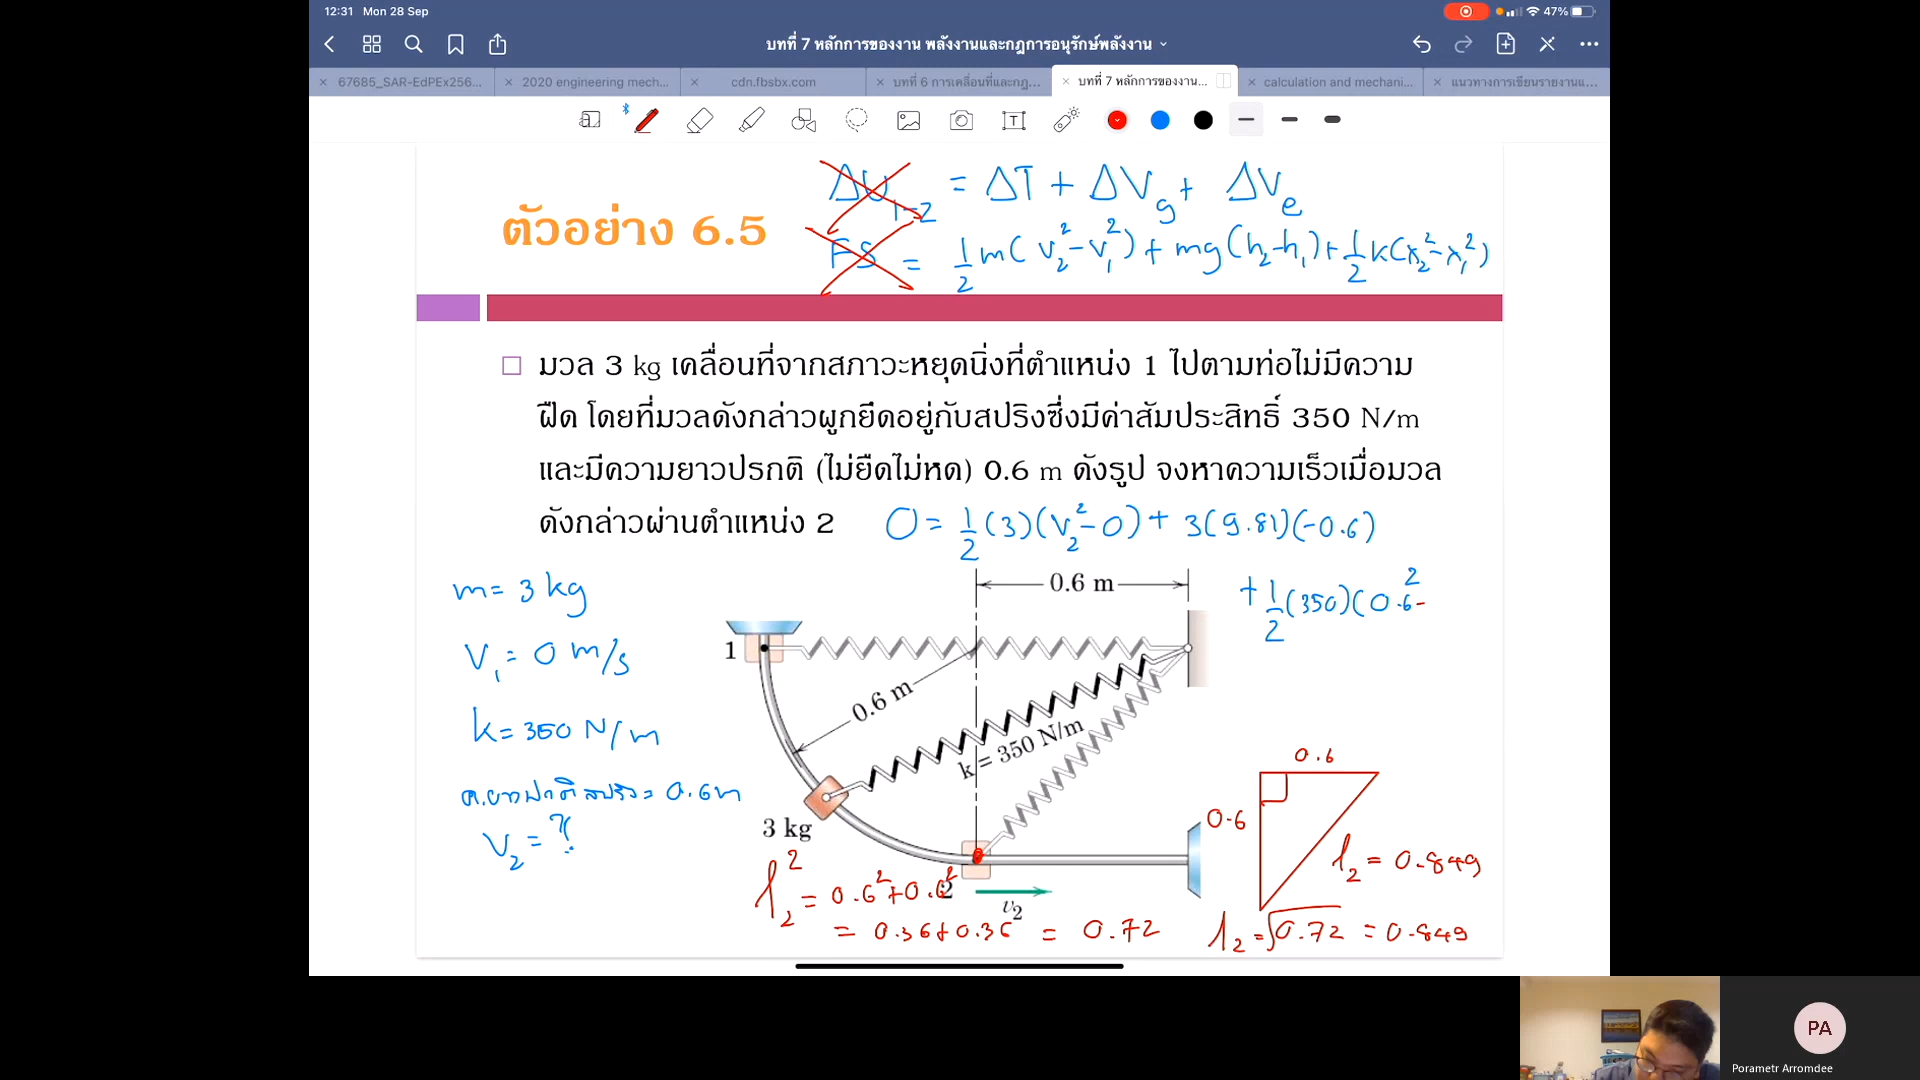 12:31 Mon 28 Sep
47%
บทที่ 7 หลักการของงาน พลังงานและกฎการอนุรักษ์พลังงาน
67685_SAR-EdPEx256...
2020 engineering mech...
cdn.fbsbx.com
บทที่ 6 การเคลื่อนที่และกฎ...
บทที่ 7 หลักการของงาน...
calculation and mechani...
แนวทางการเขียนรายงานแ...
ΔU₁₋₂ = ΔT + ΔVg + ΔVe
ตัวอย่าง 6.5
FS = 1/2 m(v₂²-v₁²) + mg(h₂-h₁) + 1/2 k(x₂²-x₁²)
มวล 3 kg เคลื่อนที่จากสภาวะหยุดนิ่งที่ตำแหน่ง 1 ไปตามท่อไม่มีความ
ฝืด โดยที่มวลดังกล่าวผูกยึดอยู่กับสปริงซึ่งมีค่าสัมประสิทธิ์ 350 N/m
และมีความยาวปรกติ (ไม่ยืดไม่หด) 0.6 m ดังรูป จงหาความเร็วเมื่อมวล
ดังกล่าวผ่านตำแหน่ง 2
0 = 1/2 (3)(v₂²-0) + 3(9.81)(-0.6)
+ 1/2 (350)(0.6²-
m = 3 kg
v₁ = 0 m/s
k = 350 N/m
ค.ยาวปกติสปริง = 0.6m
v₂ = ?
0.6 m
1
0.6 m
k = 350 N/m
3 kg
2
v₂
0.6
0.6
l₂ = 0.849
l₂² = 0.6²+0.6²
= 0.36+0.36 = 0.72
l₂ = √0.72 = 0.849
PA
Porametr Arromdee